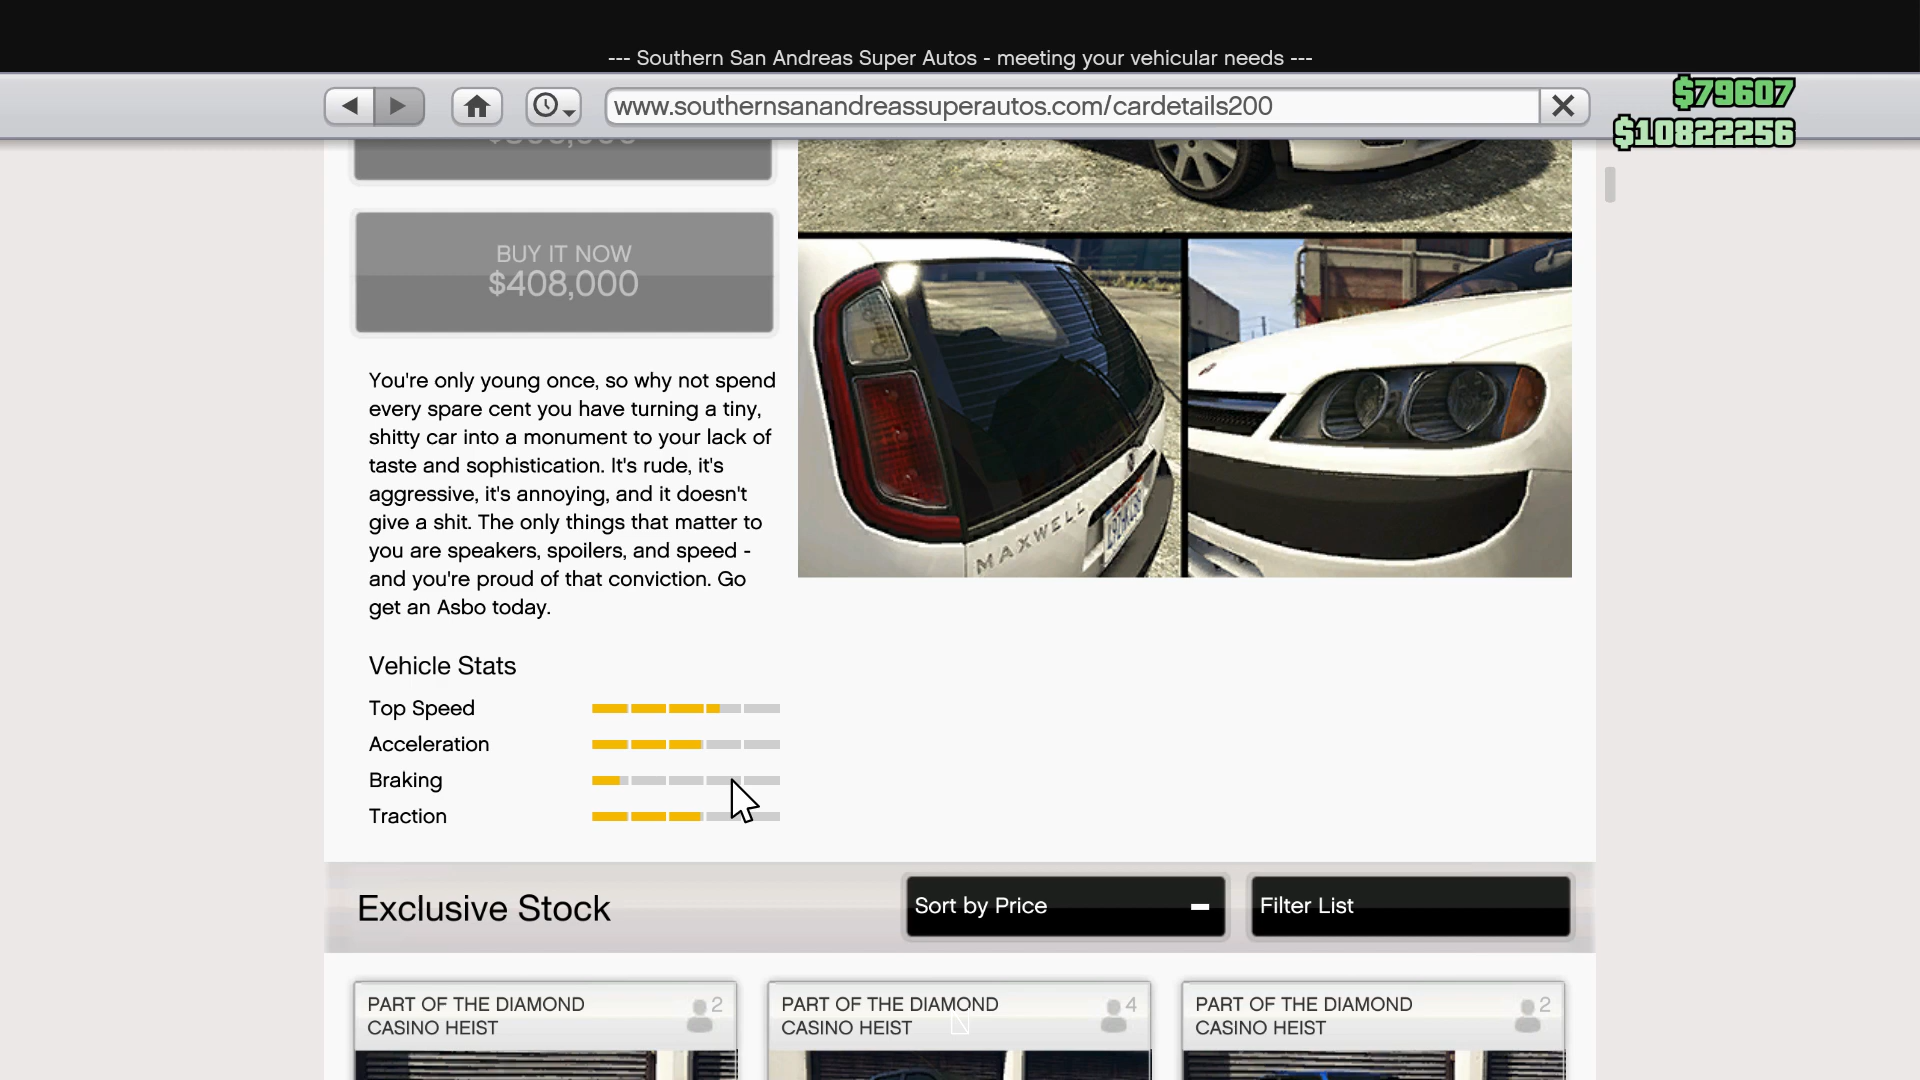 --- Southern San Andreas Super Autos - meeting your vehicular needs ---
www.southernsanandreassuperautos.com/cardetails200
$79607
$10822256
BUY IT NOW
$408,000
You're only young once, so why not spend
every spare cent you have turning a tiny,
shitty car into a monument to your lack of
taste and sophistication. It's rude, it's
aggressive, it's annoying, and it doesn't
give a shit. The only things that matter to
you are speakers, spoilers, and speed -
and you're proud of that conviction. Go
get an Asbo today.
MAXWELL
Vehicle Stats
Top Speed
Acceleration
Braking
Traction
Exclusive Stock
Sort by Price
Filter List
PART OF THE DIAMOND
CASINO HEIST
2
PART OF THE DIAMOND
CASINO HEIST
4
PART OF THE DIAMOND
CASINO HEIST
2